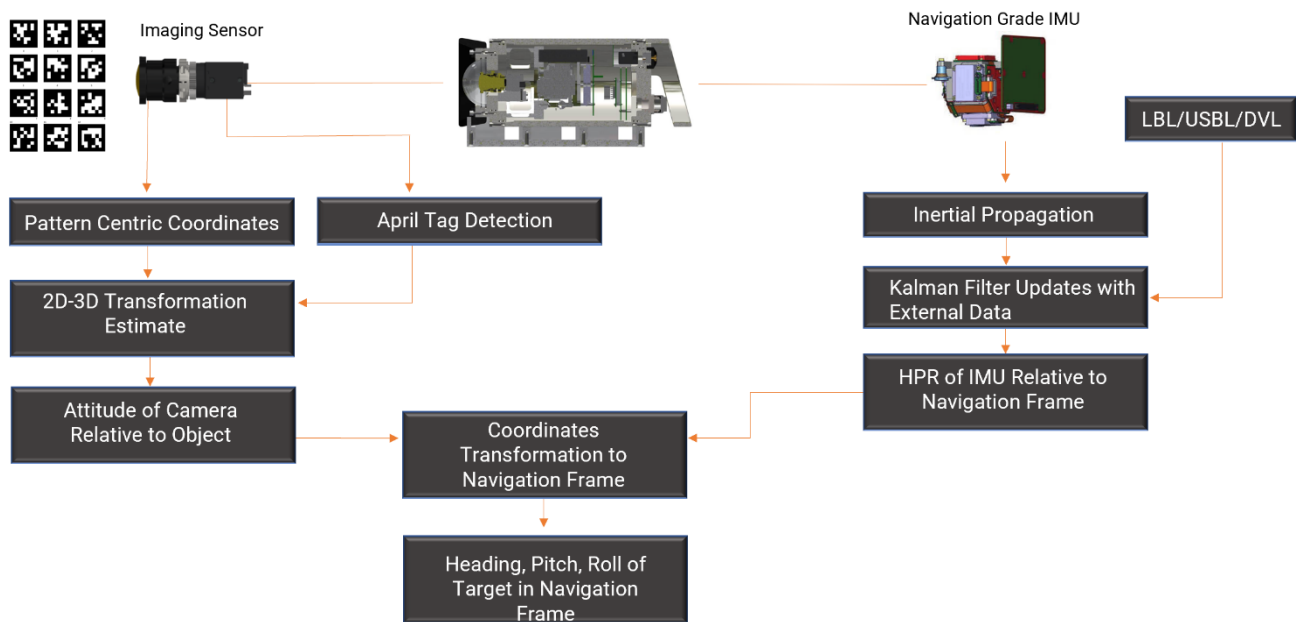 Imaging Sensor
Navigation Grade IMU
LBL/USBL/DVL
Pattern Centric Coordinates
April Tag Detection
Inertial Propagation
2D-3D Transformation
Estimate
Kalman Filter Updates with
External Data
Attitude of Camera
Relative to Object
HPR of IMU Relative to
Navigation Frame
Coordinates
Transformation to
Navigation Frame
Heading, Pitch, Roll of
Target in Navigation
Frame